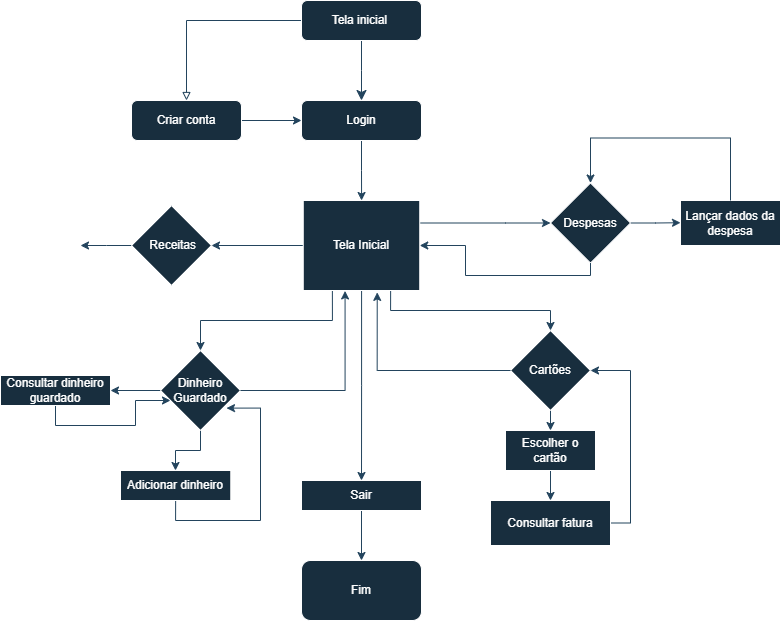 Tela inicial
Criar conta
Login
Despesas
Lançar dados da
despesa
Receitas
Tela Inicial
Consultar dinheiro
guardado
Dinheiro
Guardado
Cartões
Escolher o
cartão
Adicionar dinheiro
Sair
Consultar fatura
Fim